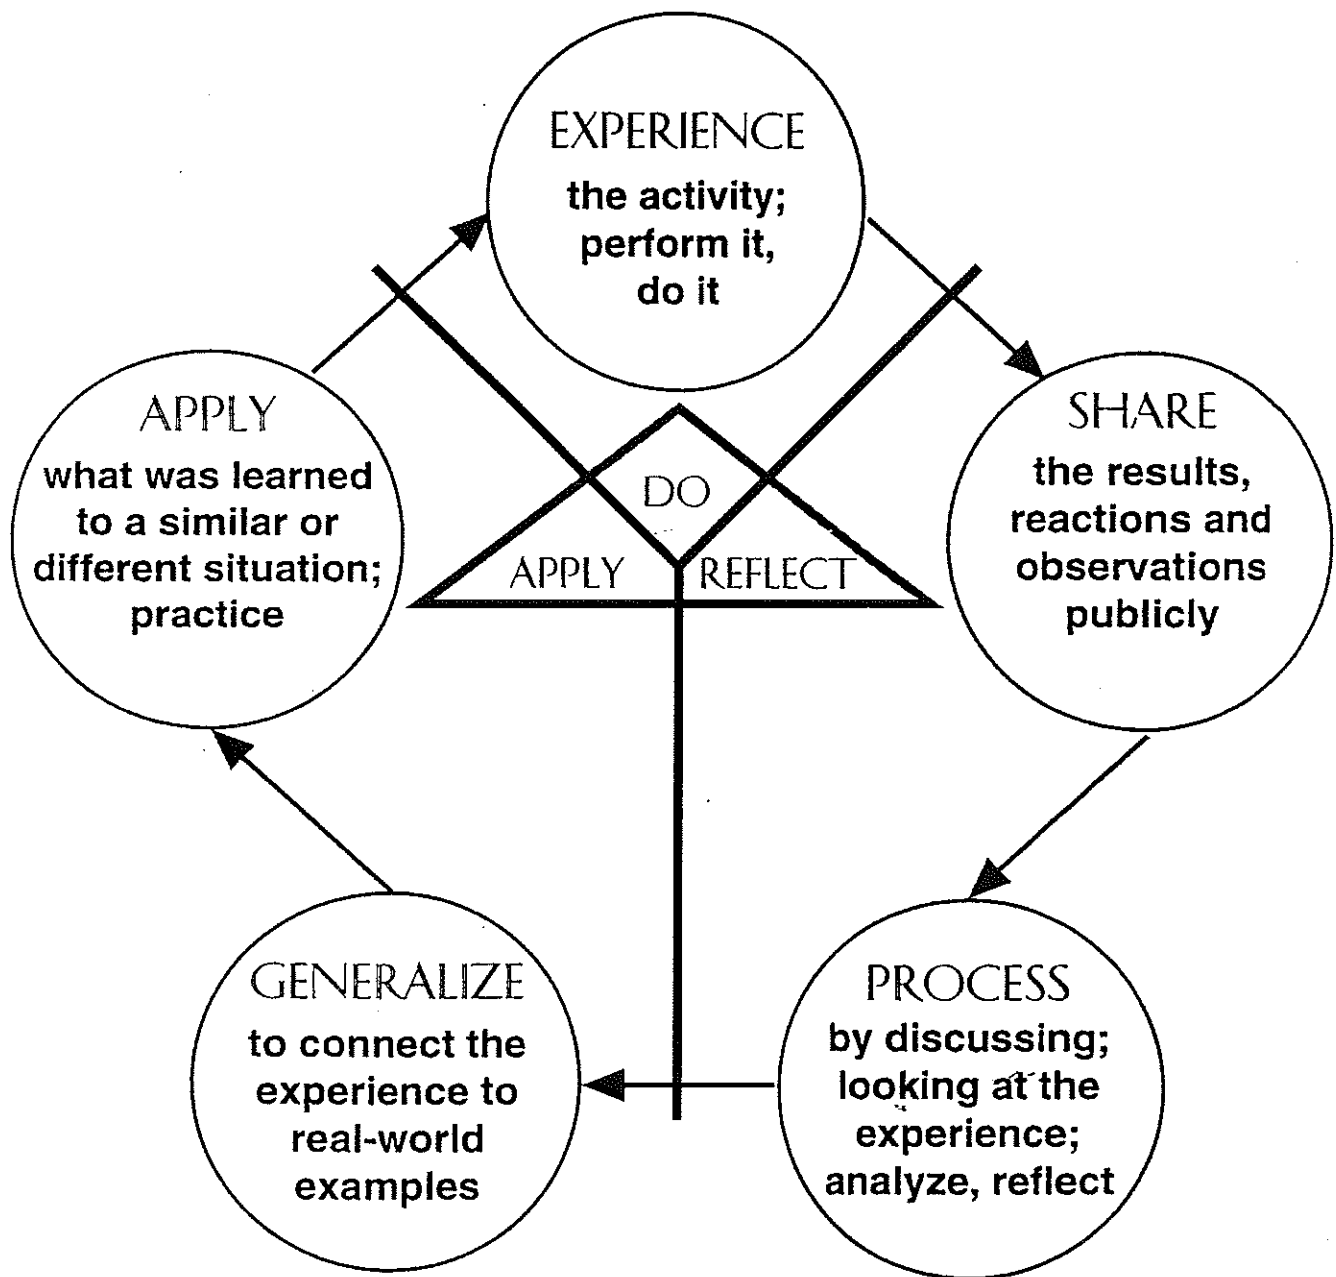 EXPERIENCE
the activity;
perform it,
do it
SHARE
the results,
reactions and
observations
publicly
PROCESS
by discussing;
looking at the
experience;
analyze, reflect
GENERALIZE
to connect the
experience to
real-world
examples
APPLY
what was learned
to a similar or
different situation;
practice
DO
APPLY
REFLECT